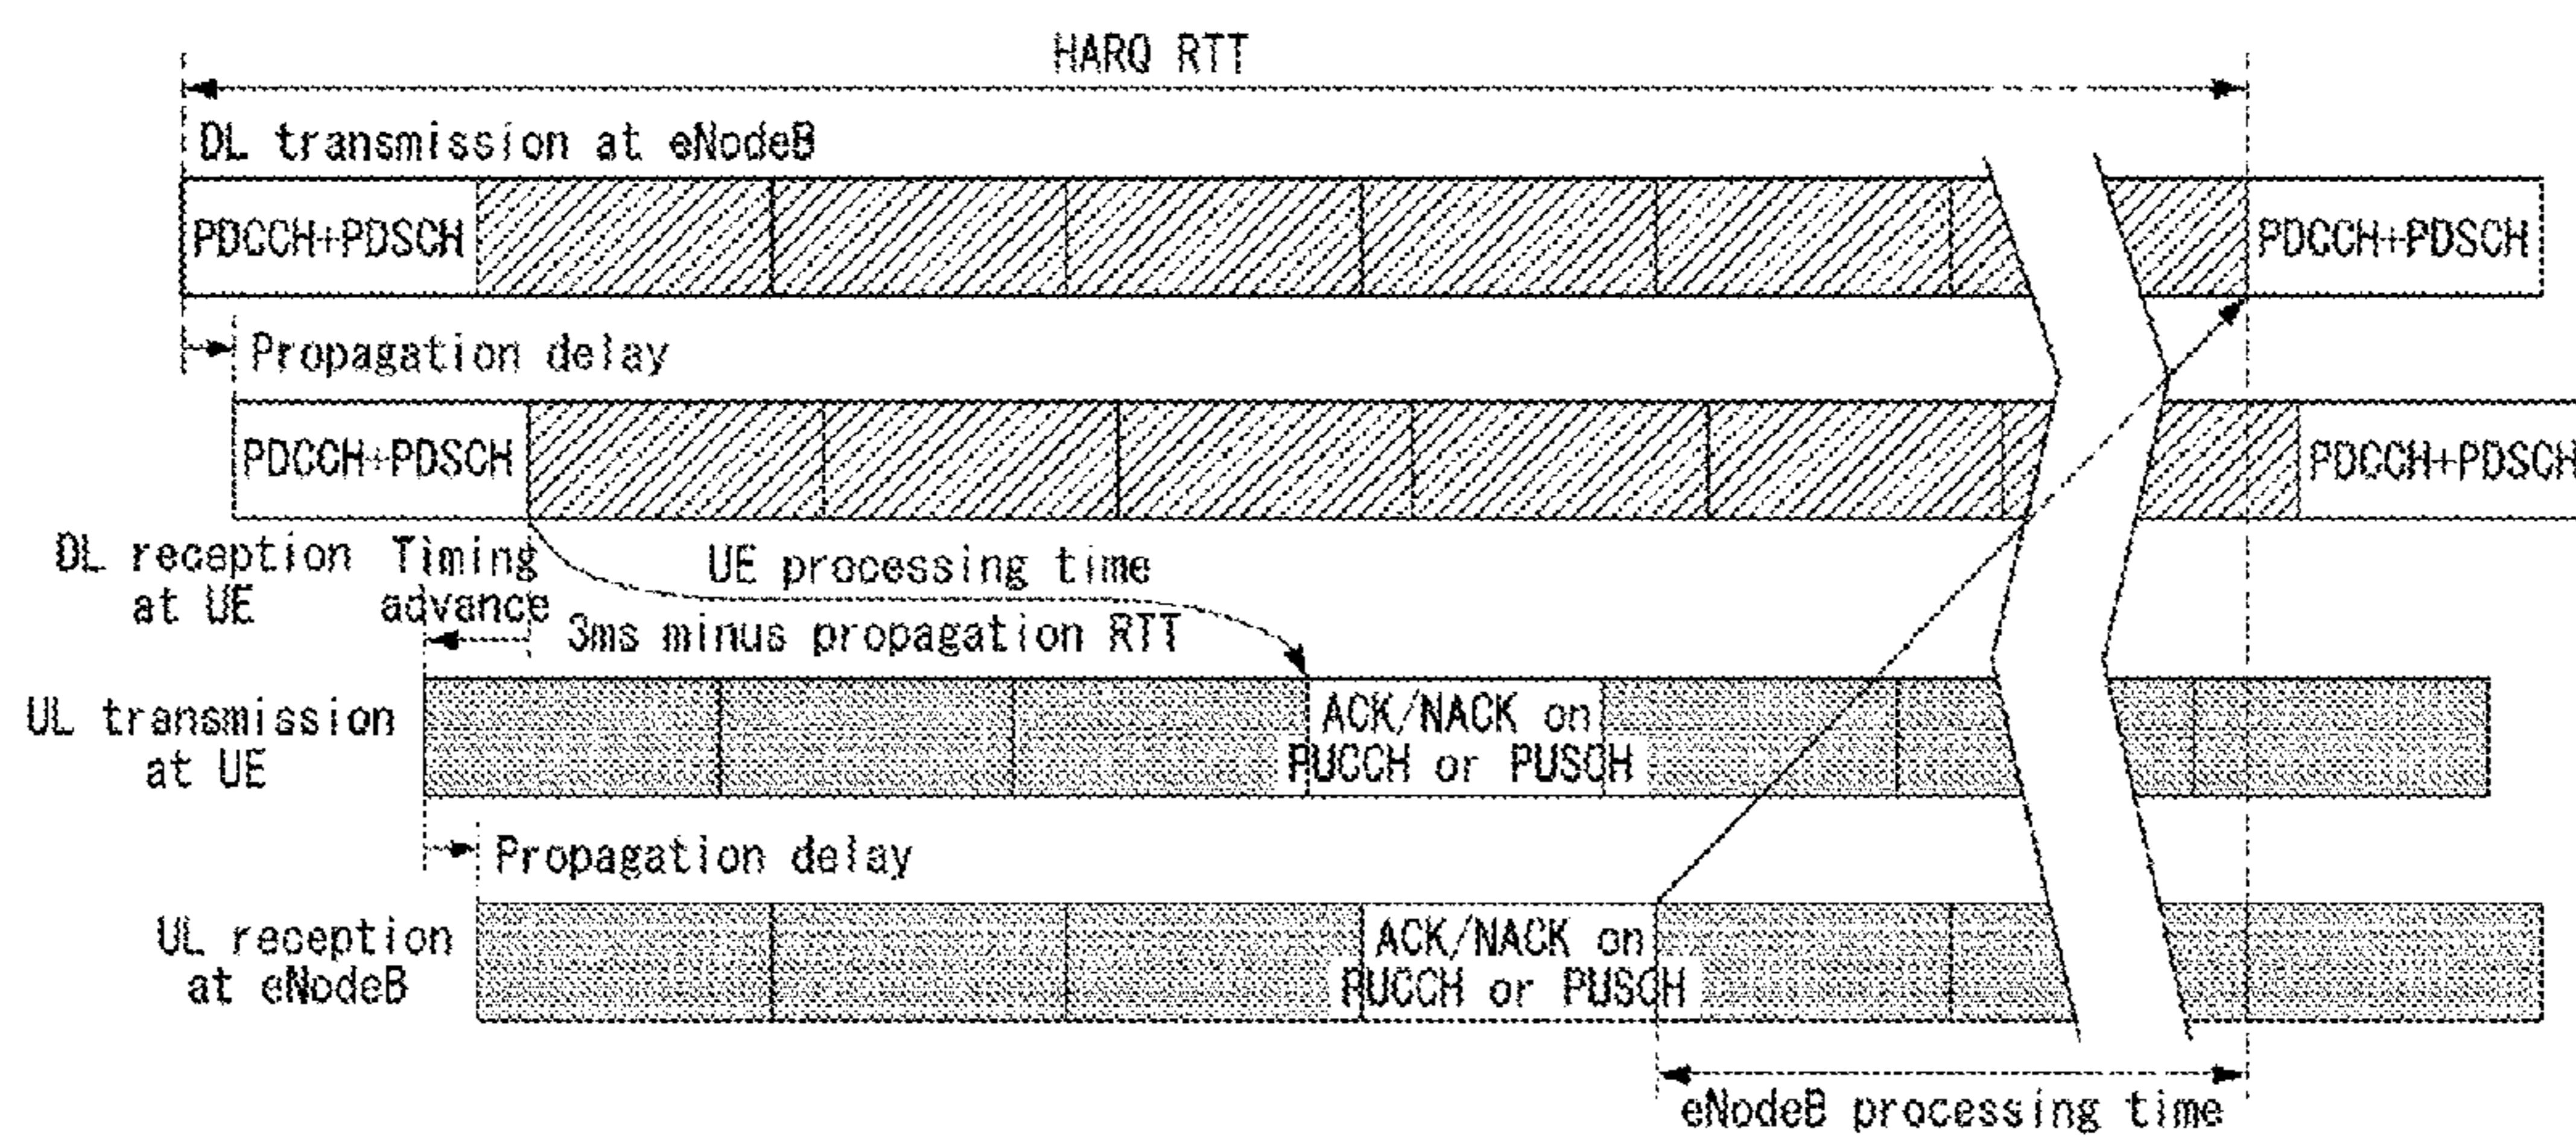 HARQ RTT
DL transmission at eNodeB
PDCCH+PDSCH
PDCCH+PDSCH
Propagation delay
PDCCH+PDSCH
PDCCH+PDSCH
DL reception
at UE
Timing
advance
UE processing time
3ms minus propagation RTT
UL transmission
at UE
ACK/NACK on
PUCCH or PUSCH
Propagation delay
UL reception
at eNodeB
ACK/NACK on
PUCCH or PUSCH
eNodeB processing time